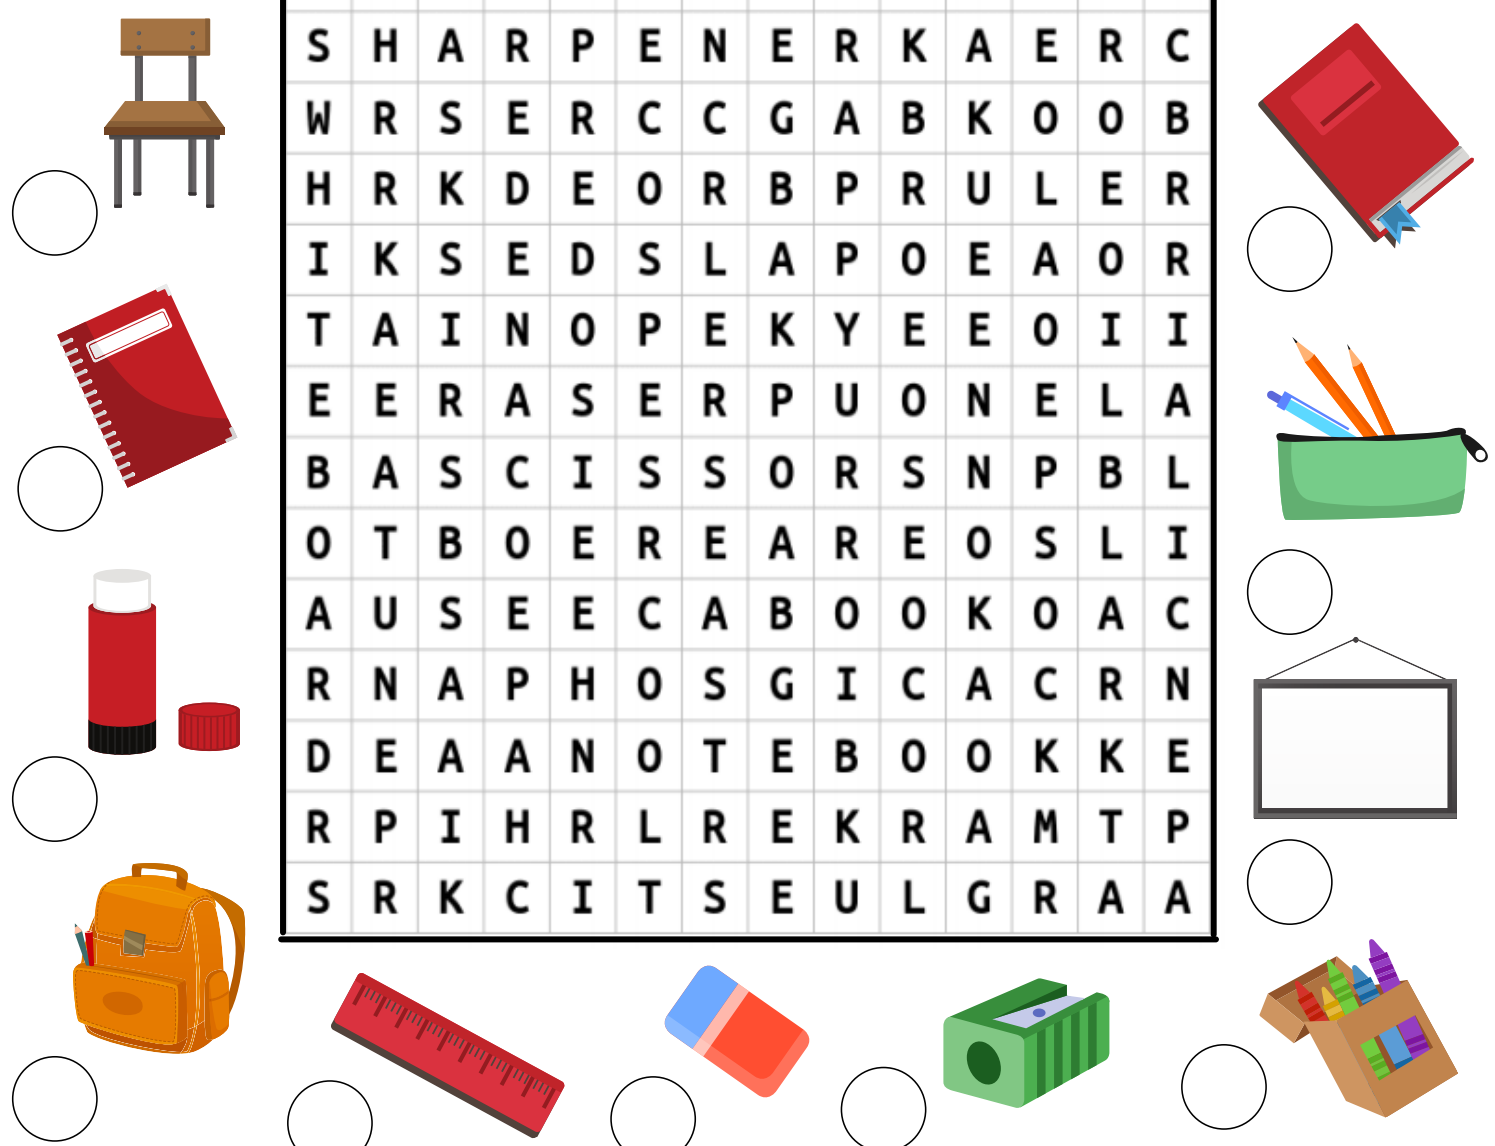 S H A R P E N E R K A E R C
W R S E R C C G A B K O O B
H R K D E O R B P R U L E R
I K S E D S L A P O E A O R
T A I N O P E K Y E E O I I
E E R A S E R P U O N E L A
B A S C I S S O R S N P B L
O T B O E R E A R E O S L I
A U S E E C A B O O K O A C
R N A P H O S G I C A C R N
D E A A N O T E B O O K K E
R P I H R L R E K R A M T P
S R K C I T S E U L G R A A